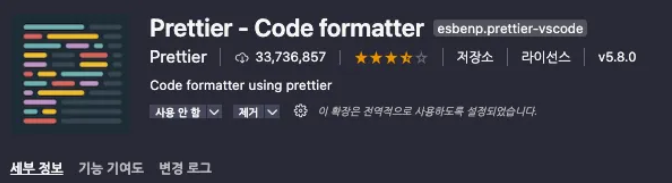 Prettier - Code formatter esbenp.prettier-vscode
Prettier 33,736,857 저장소 라이선스 v5.8.0
Code formatter using prettier
사용 안 함 제거 이 확장은 전역적으로 사용하도록 설정되었습니다.
세부 정보 기능 기여도 변경 로그